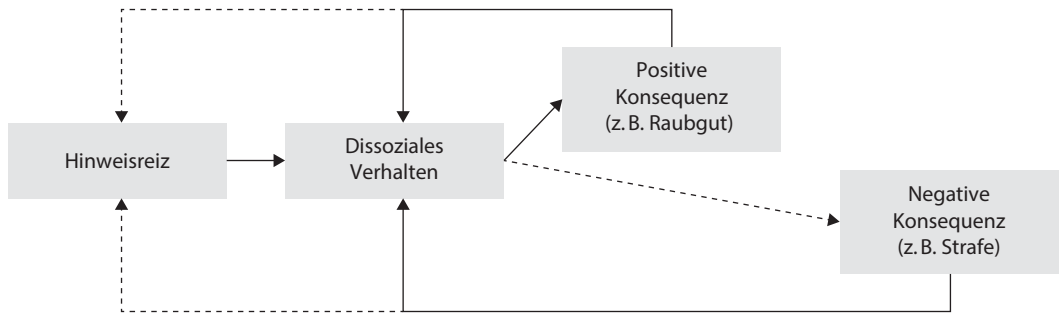 Positive
Konsequenz
(z. B. Raubgut)
Hinweisreiz
Dissoziales
Verhalten
Negative
Konsequenz
(z. B. Strafe)